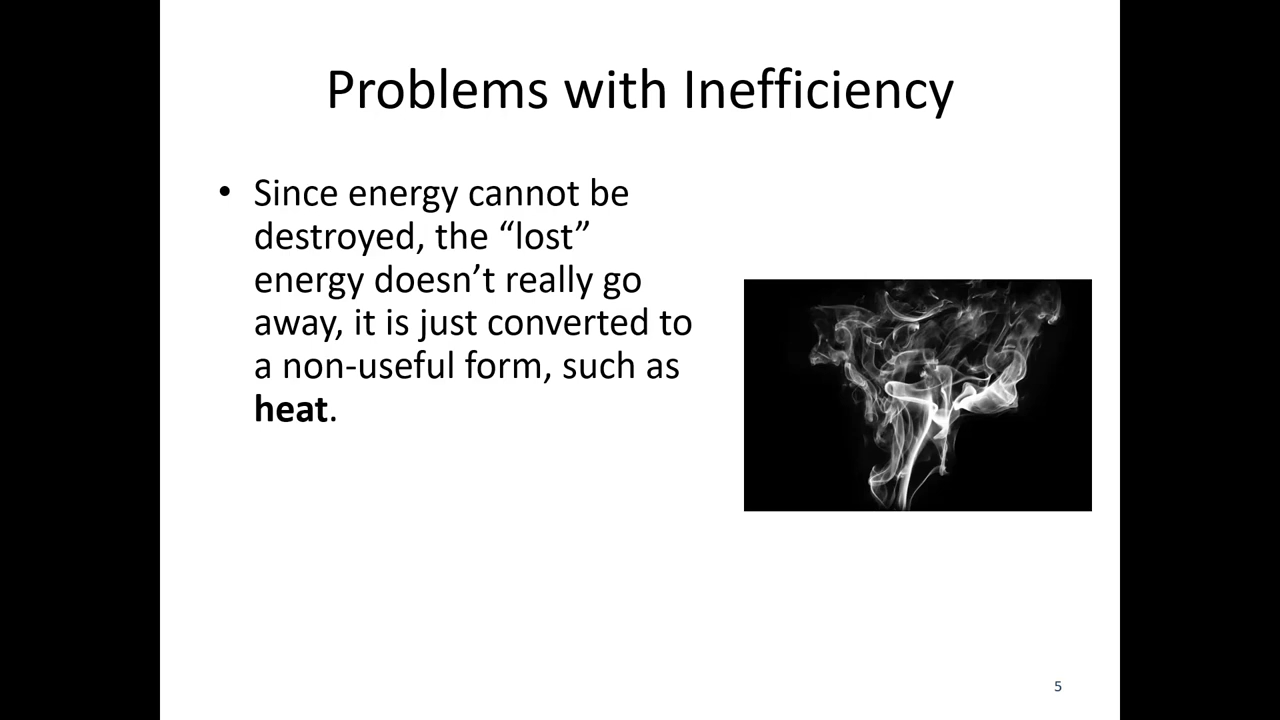 Problems with Inefficiency
• Since energy cannot be
destroyed, the “lost”
energy doesn’t really go
away, it is just converted to
a non-useful form, such as
heat.
5